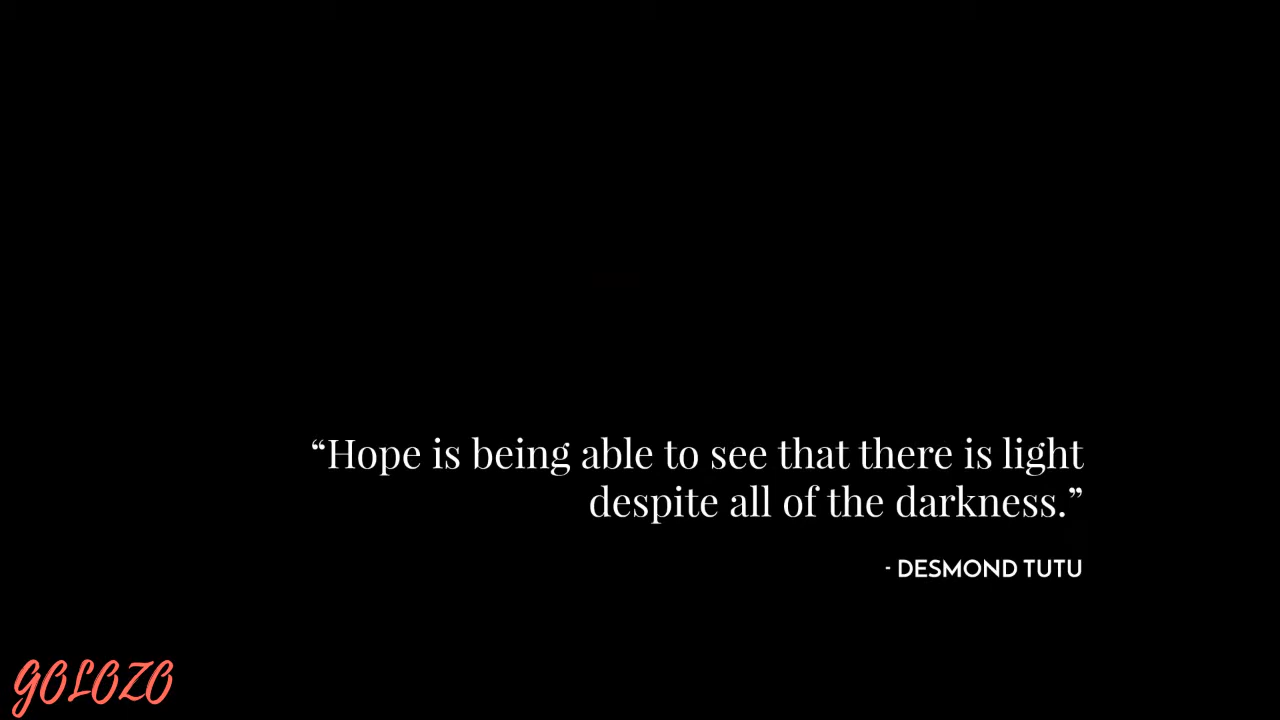 “Hope is being able to see that there is light
despite all of the darkness.”
- DESMOND TUTU
GOLOZO